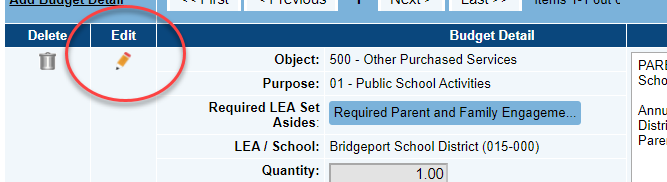 Add Budget Detail << First < Previous 1 Next > Last >> Items 1-1 out
Delete Edit Budget Detail
Object: 500 - Other Purchased Services
Purpose: 01 - Public School Activities
Required LEA Set Asides: Required Parent and Family Engageme...
LEA / School: Bridgeport School District (015-000)
Quantity: 1.00
PARE
Schoo
Annu
Distri
Paren